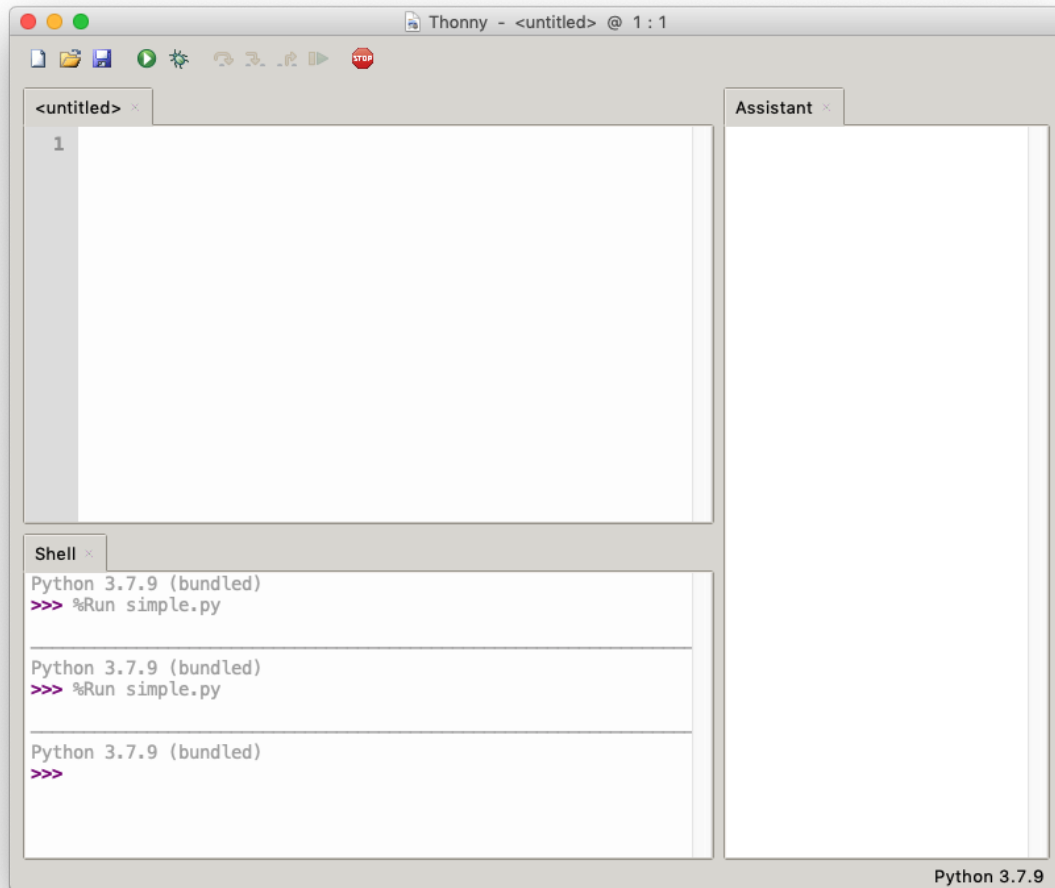 Thonny - <untitled> @ 1 : 1
STOP
<untitled> ×
1
Assistant ×
Shell ×
Python 3.7.9 (bundled)
>>> %Run simple.py
Python 3.7.9 (bundled)
>>> %Run simple.py
Python 3.7.9 (bundled)
>>>
Python 3.7.9